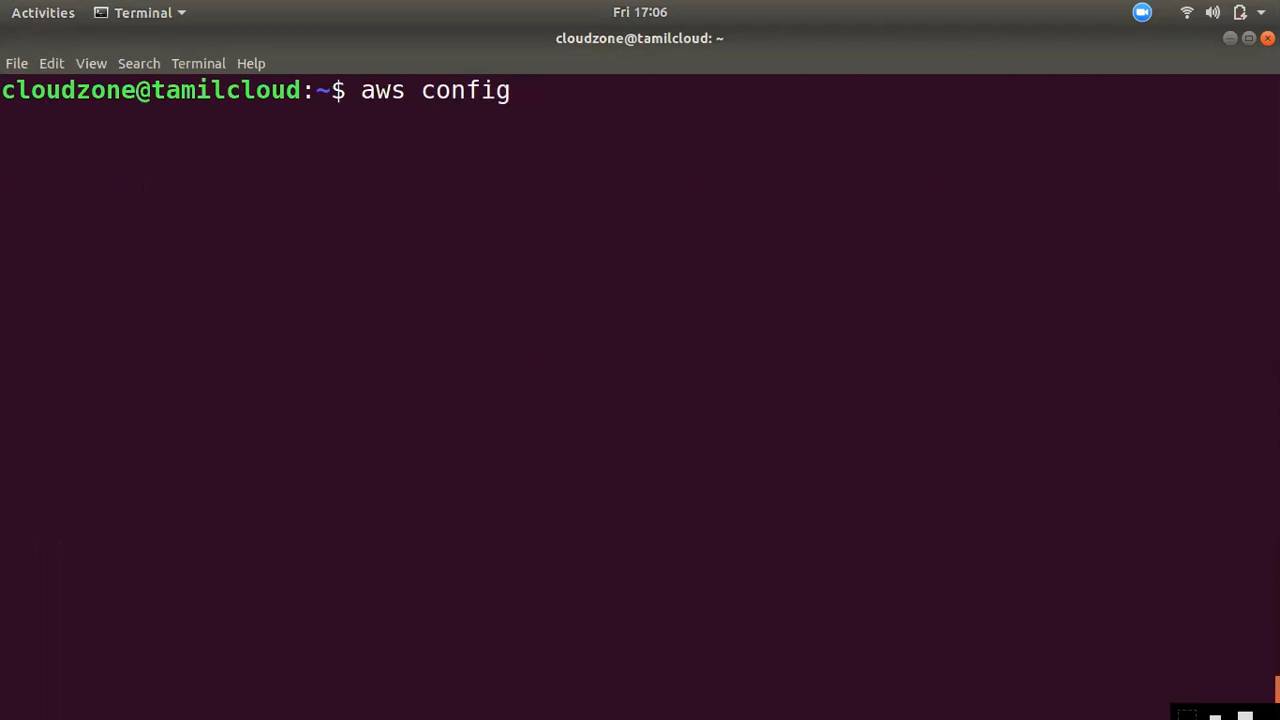 Activities Terminal Fri 17:06
cloudzone@tamilcloud: ~
File Edit View Search Terminal Help
cloudzone@tamilcloud:~$ aws config